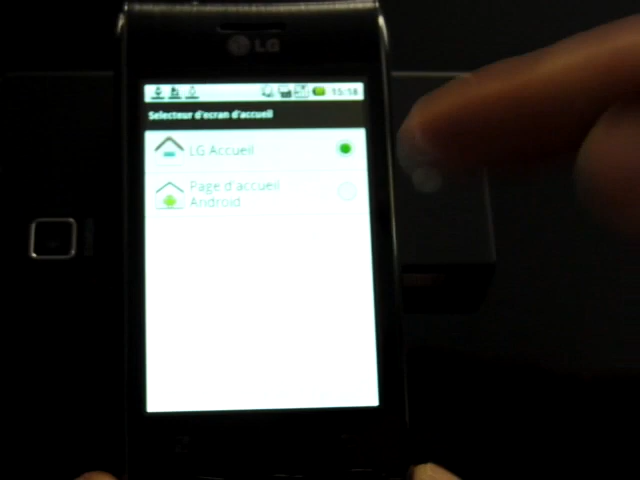 LG
15:18
Selecteur d'ecran d'accueil
LG Accueil
Page d'accueil
Android